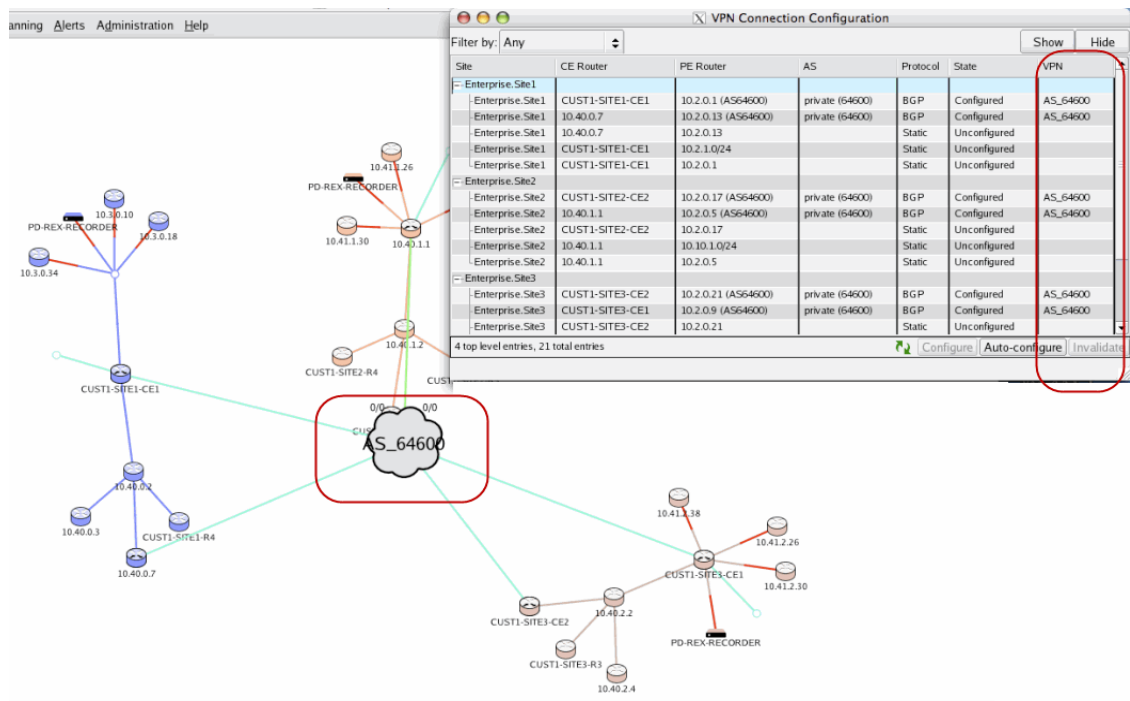 anning Alerts Administration Help
VPN Connection Configuration
Filter by: Any Show Hide
Site CE Router PE Router AS Protocol State VPN
Enterprise.Site1
Enterprise.Site1 CUST1-SITE1-CE1 10.2.0.1 (AS64600) private (64600) BGP Configured AS_64600
Enterprise.Site1 10.40.0.7 10.2.0.13 (AS64600) private (64600) BGP Configured AS_64600
Enterprise.Site1 10.40.0.7 10.2.0.13 Static Unconfigured
Enterprise.Site1 CUST1-SITE1-CE1 10.2.1.0/24 Static Unconfigured
Enterprise.Site1 CUST1-SITE1-CE1 10.2.0.1 Static Unconfigured
Enterprise.Site2
Enterprise.Site2 CUST1-SITE2-CE2 10.2.0.17 (AS64600) private (64600) BGP Configured AS_64600
Enterprise.Site2 10.40.1.1 10.2.0.5 (AS64600) private (64600) BGP Configured AS_64600
Enterprise.Site2 CUST1-SITE2-CE2 10.2.0.17 Static Unconfigured
Enterprise.Site2 10.40.1.1 10.10.1.0/24 Static Unconfigured
Enterprise.Site2 10.40.1.1 10.2.0.5 Static Unconfigured
Enterprise.Site3
Enterprise.Site3 CUST1-SITE3-CE2 10.2.0.21 (AS64600) private (64600) BGP Configured AS_64600
Enterprise.Site3 CUST1-SITE3-CE1 10.2.0.9 (AS64600) private (64600) BGP Configured AS_64600
Enterprise.Site3 CUST1-SITE3-CE2 10.2.0.21 Static Unconfigured
4 top level entries, 21 total entries Configure Auto-configure Invalidate
10.41.1.26
PD-REX-RECORDER
10.3.0.10
PD-REX-RECORDER
10.3.0.18
10.41.1.30
10.40.1.1
10.3.0.34
10.40.1.2
CUST1-SITE2-R4
CUST
CUST1-SITE1-CE1
0/0 0/0
CUS
AS_64600
10.40.0.2
10.40.0.3
CUST1-SITE1-R4
10.40.0.7
10.41.2.38
10.41.2.26
CUST1-SITE3-CE1
10.41.2.30
10.40.2.2
CUST1-SITE3-CE2
PD-REX-RECORDER
CUST1-SITE3-R3
10.40.2.4